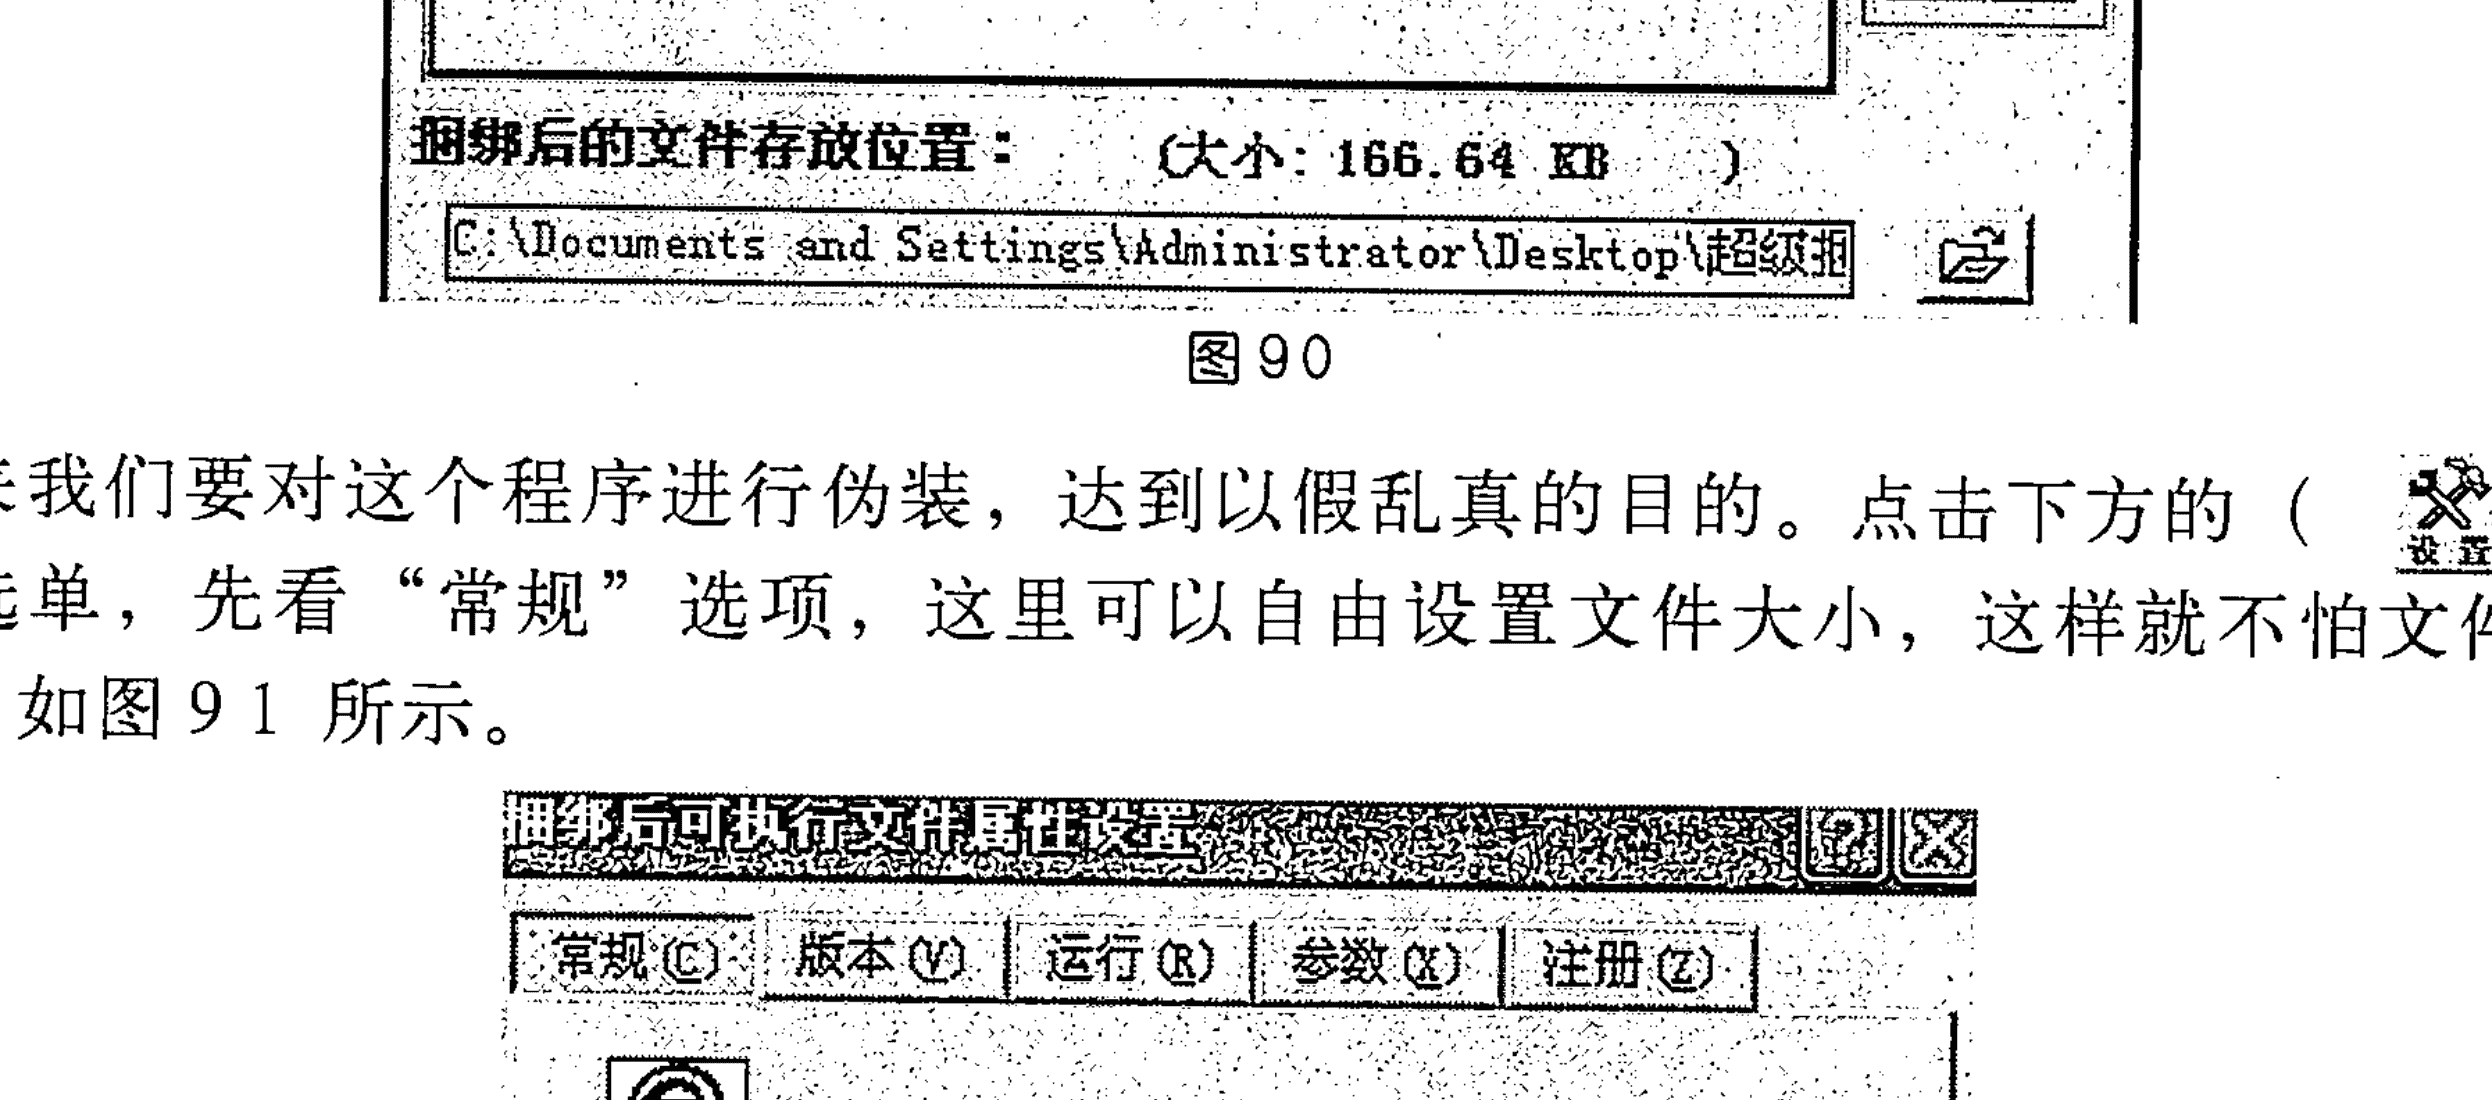 捆绑后的文件存放位置： (大小: 166.64 KB )
C:\Documents and Settings\Administrator\Desktop\超级捆
图90
我们要对这个程序进行伪装，达到以假乱真的目的。点击下方的（ 设置
单，先看“常规”选项，这里可以自由设置文件大小，这样就不怕文件
如图91 所示。
捆绑后可执行文件属性设置
常规(C) 版本(V) 运行(R) 参数(X) 注册(Z)